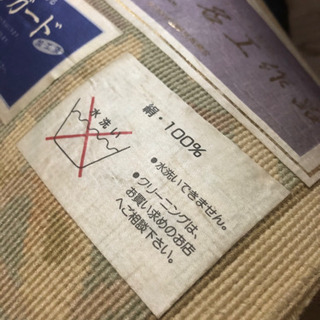 ガード
水洗い
絹・100%
●水洗いできません。
●クリーニングは、
お買い求めのお店
へご相談下さい。